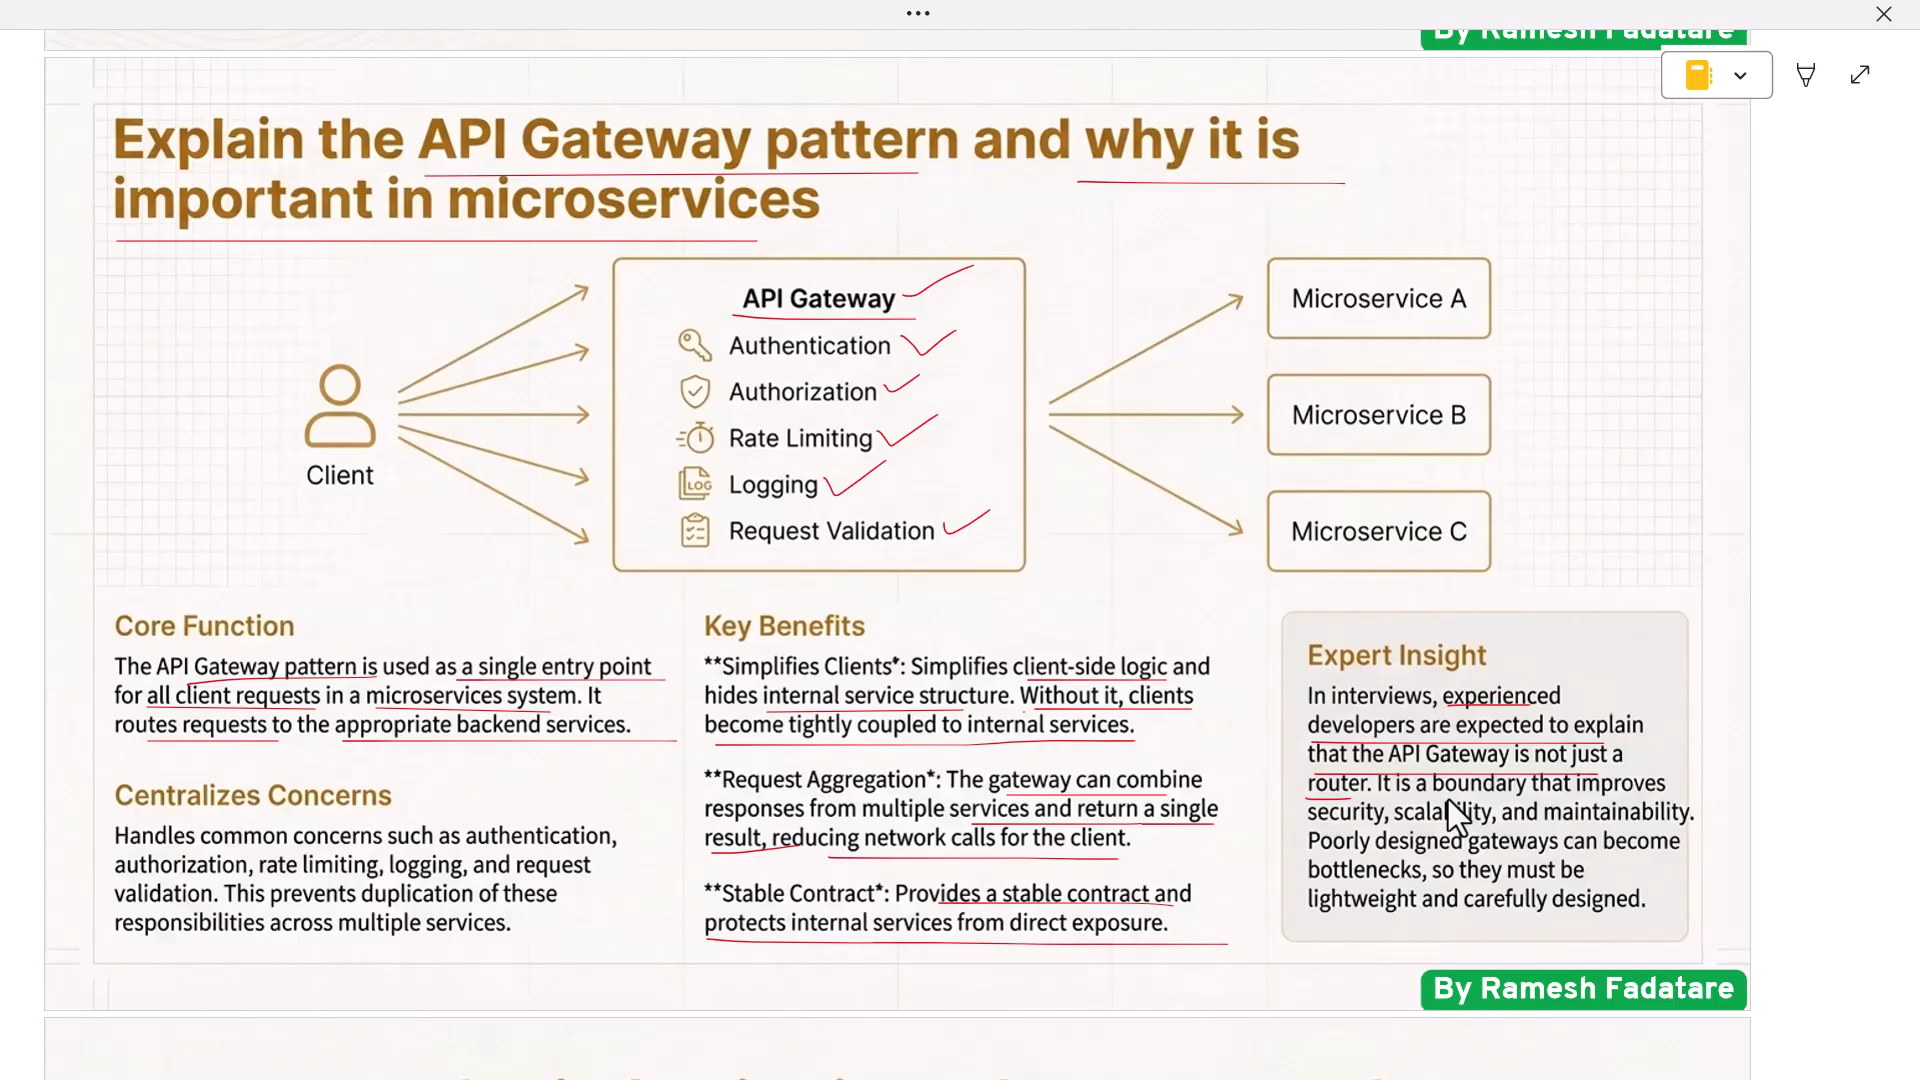 By Ramesh Fadatare
Explain the API Gateway pattern and why it is
important in microservices
Client
API Gateway
Authentication
Authorization
Rate Limiting
LOG
Logging
Request Validation
Microservice A
Microservice B
Microservice C
Core Function
The API Gateway pattern is used as a single entry point
for all client requests in a microservices system. It
routes requests to the appropriate backend services.
Centralizes Concerns
Handles common concerns such as authentication,
authorization, rate limiting, logging, and request
validation. This prevents duplication of these
responsibilities across multiple services.
Key Benefits
**Simplifies Clients*: Simplifies client-side logic and
hides internal service structure. Without it, clients
become tightly coupled to internal services.
**Request Aggregation*: The gateway can combine
responses from multiple services and return a single
result, reducing network calls for the client.
**Stable Contract*: Provides a stable contract and
protects internal services from direct exposure.
Expert Insight
In interviews, experienced
developers are expected to explain
that the API Gateway is not just a
router. It is a boundary that improves
security, scalability, and maintainability.
Poorly designed gateways can become
bottlenecks, so they must be
lightweight and carefully designed.
By Ramesh Fadatare